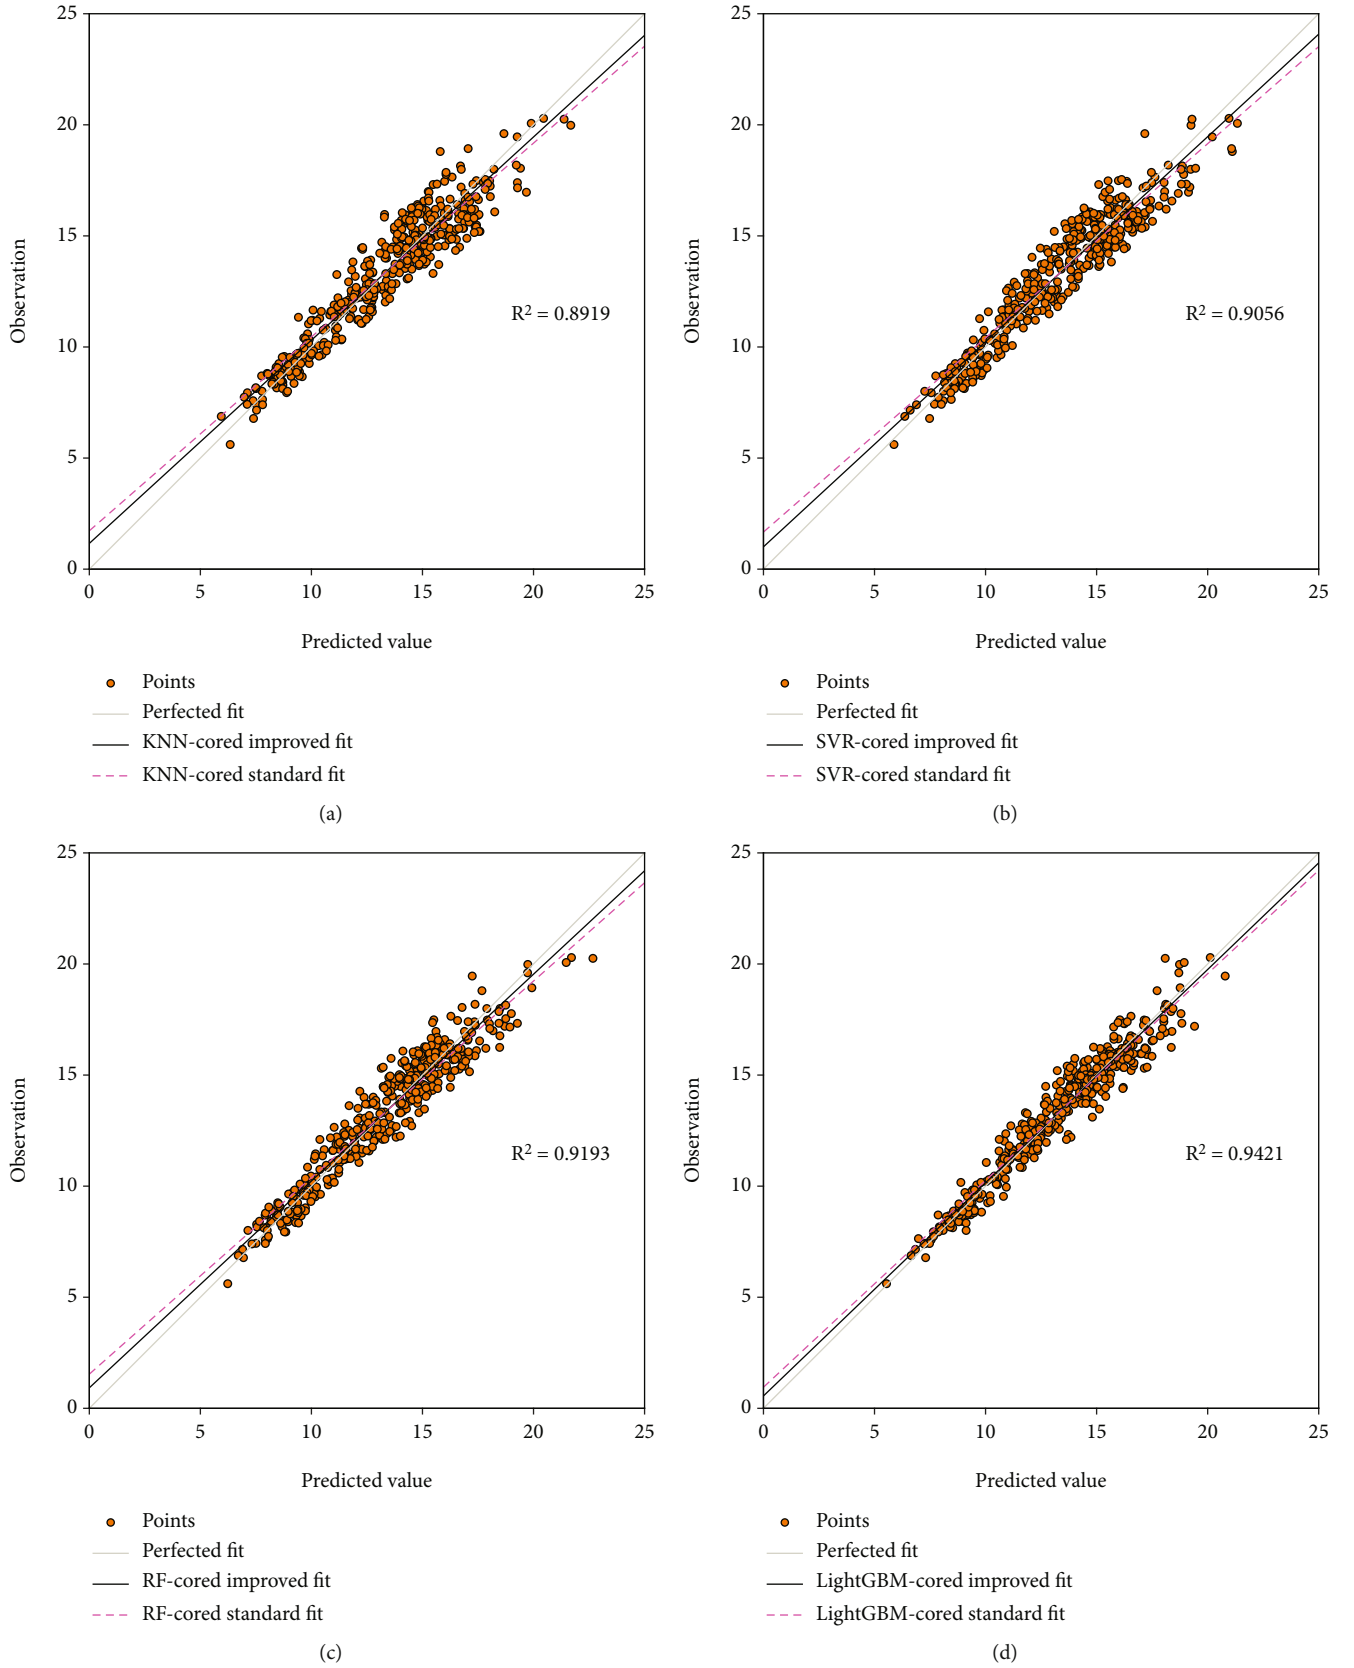 25
20
15
10
5
0
Observation
R² = 0.8919
0 5 10 15 20 25
Predicted value
Points
Perfected fit
KNN-cored improved fit
KNN-cored standard fit
(a)
25
20
15
10
5
0
Observation
R² = 0.9056
0 5 10 15 20 25
Predicted value
Points
Perfected fit
SVR-cored improved fit
SVR-cored standard fit
(b)
25
20
15
10
5
0
Observation
R² = 0.9193
0 5 10 15 20 25
Predicted value
Points
Perfected fit
RF-cored improved fit
RF-cored standard fit
(c)
25
20
15
10
5
0
Observation
R² = 0.9421
0 5 10 15 20 25
Predicted value
Points
Perfected fit
LightGBM-cored improved fit
LightGBM-cored standard fit
(d)